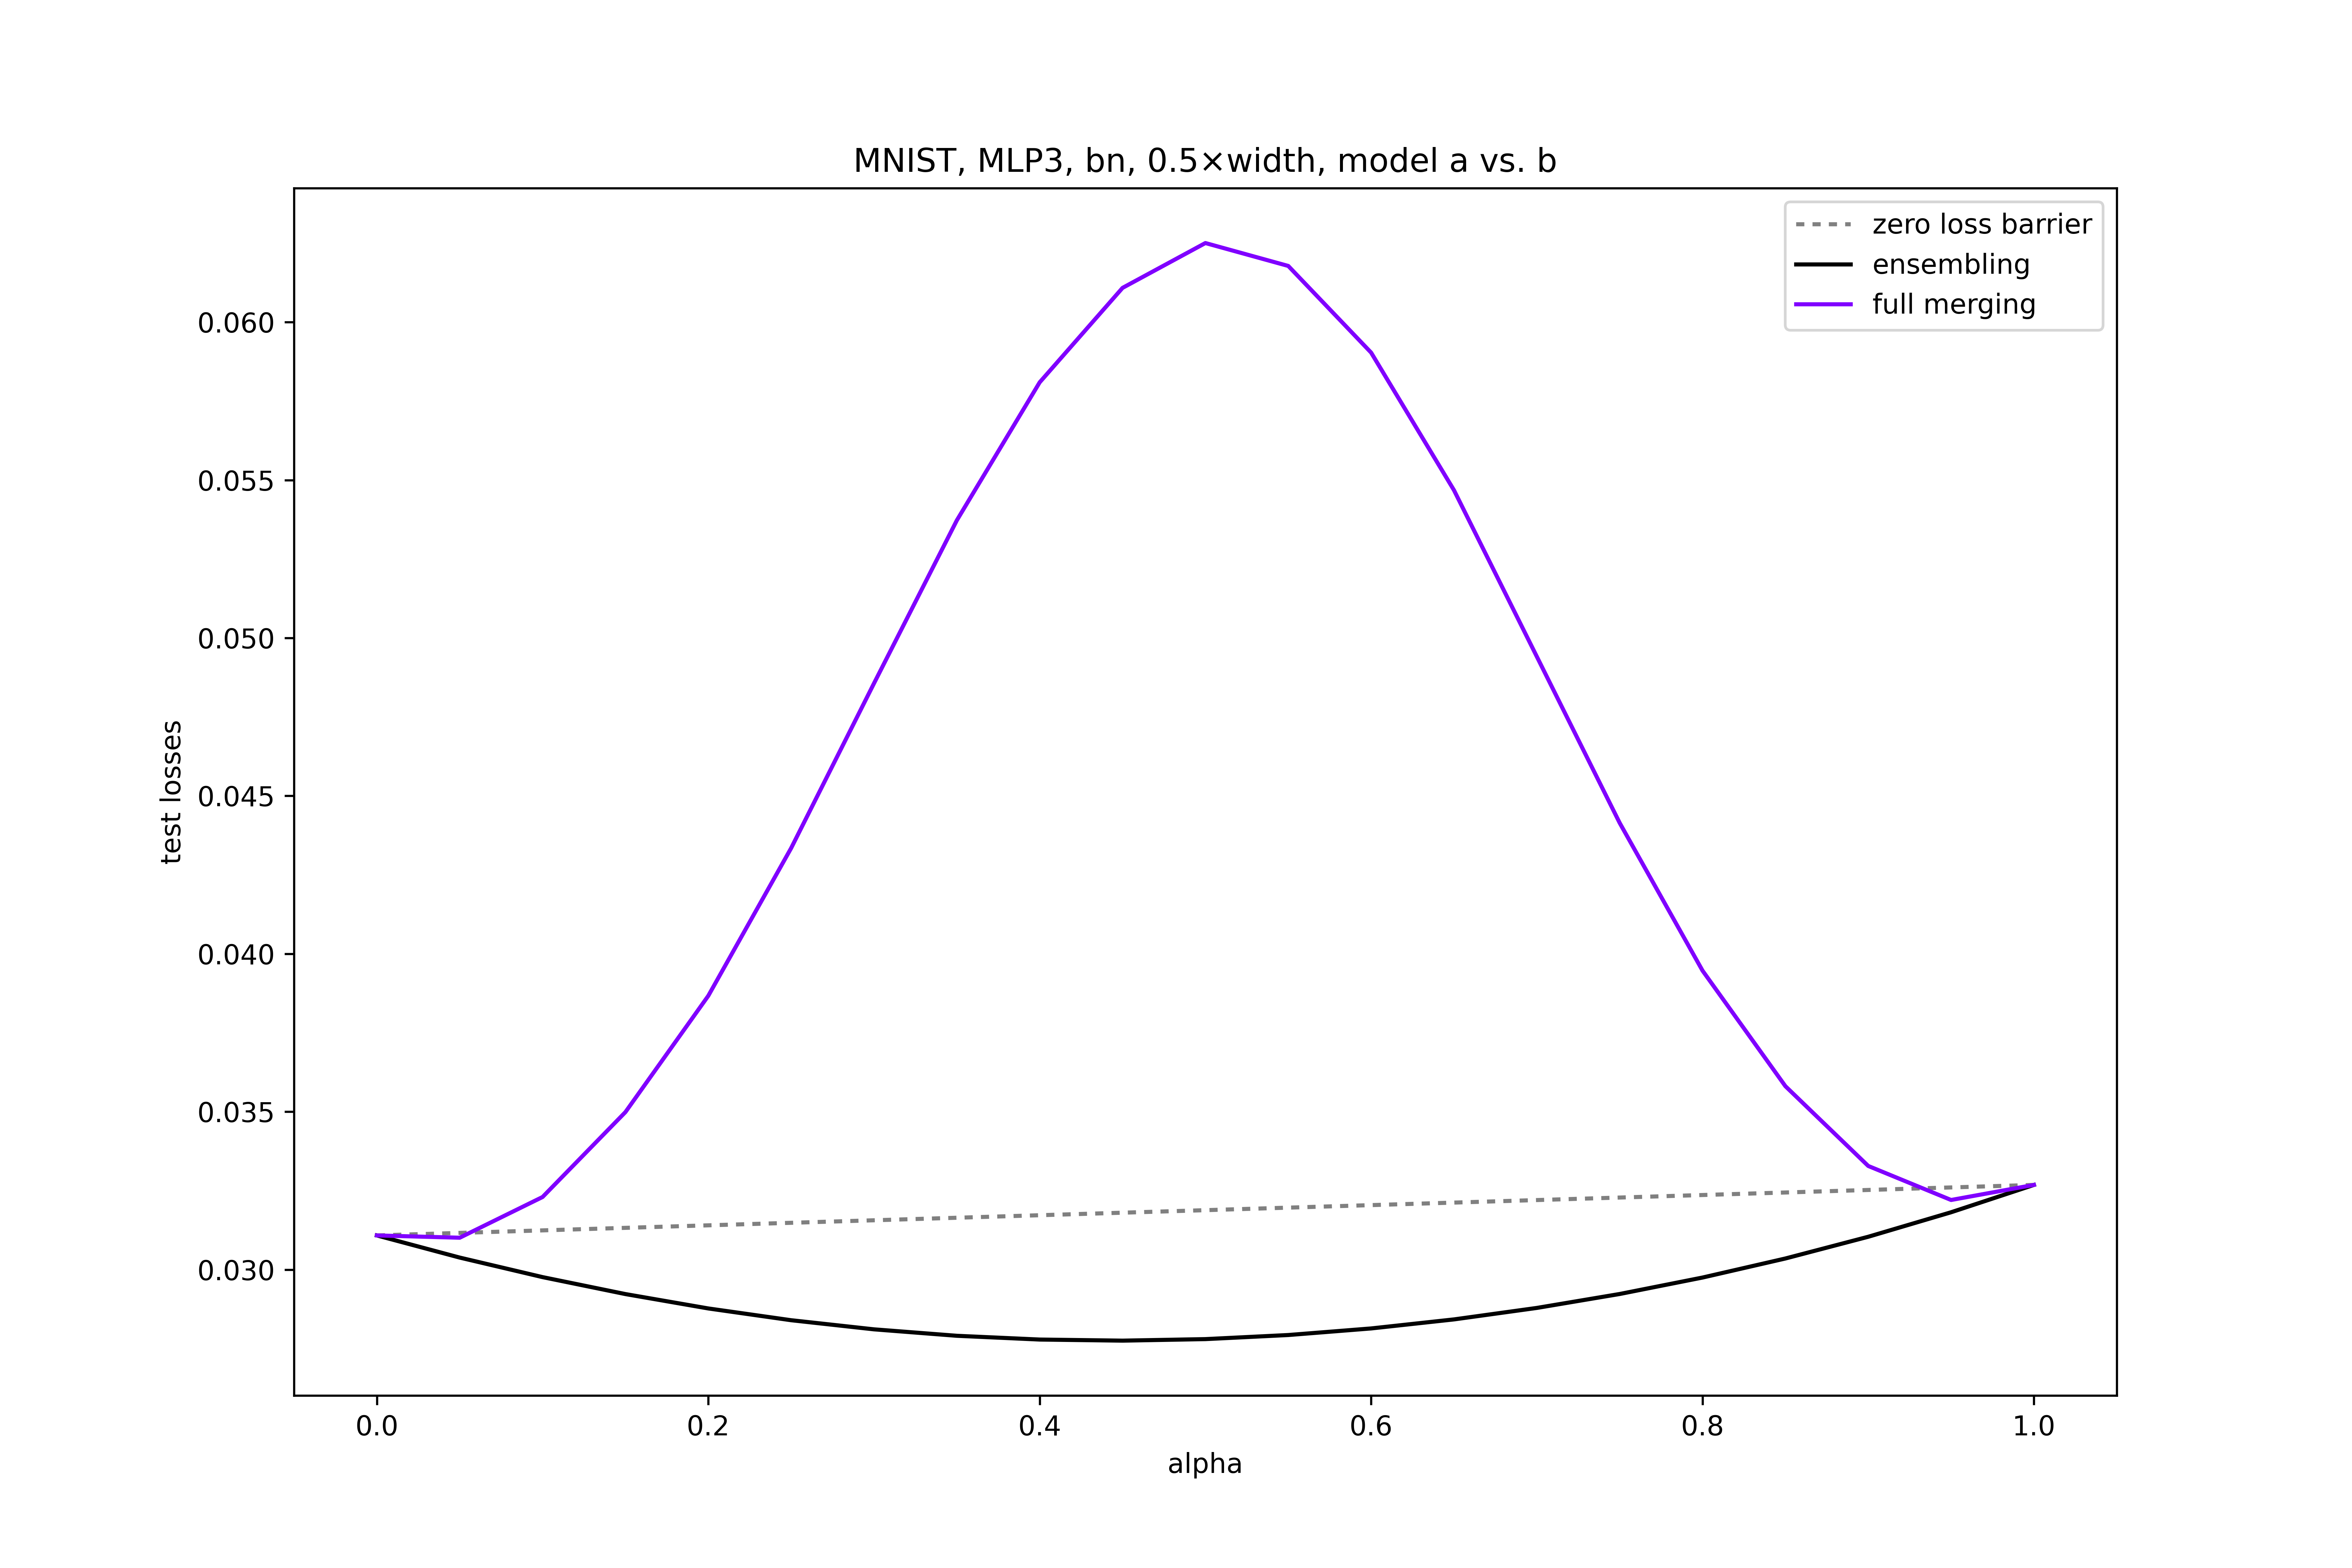 MNIST, MLP3, bn, 0.5×width, model a vs. b
zero loss barrier
ensembling
full merging
0.060
0.055
0.050
0.045
0.040
0.035
0.030
test losses
0.0 0.2 0.4 0.6 0.8 1.0
alpha